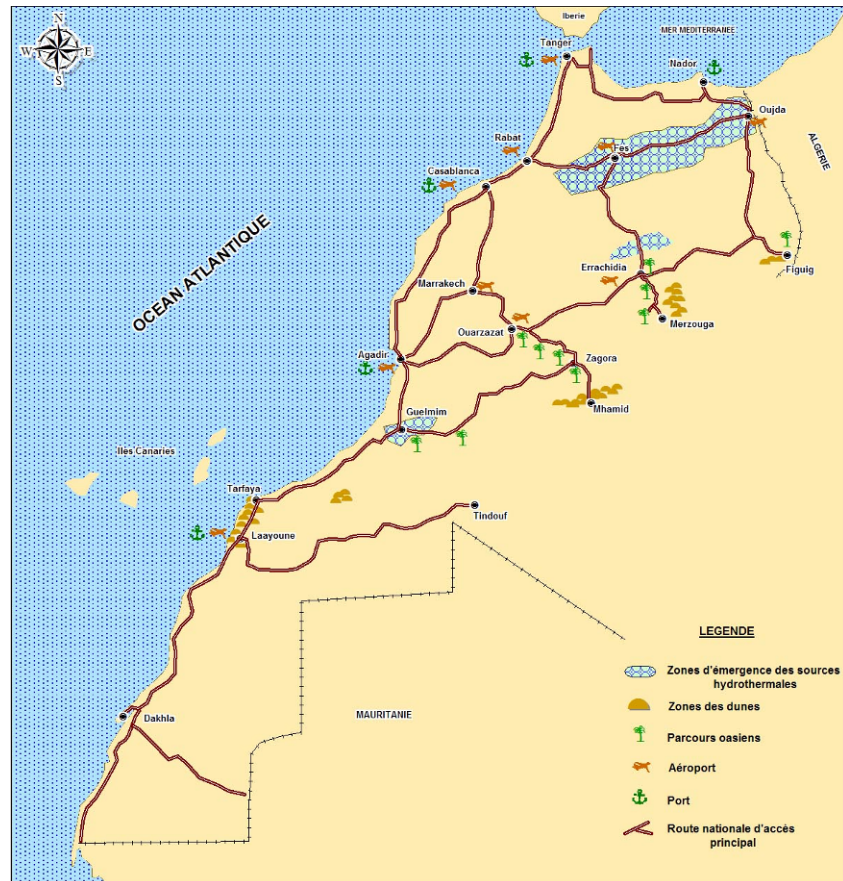 N
W
E
S
Iberie
MER MEDITERRANEE
Tanger
Nador
Oujda
Rabat
Fes
ALGERIE
Casablanca
OCEAN ATLANTIQUE
Errachidia
Figuig
Marrakech
Merzouga
Ouarzazat
Agadir
Zagora
Mhamid
Guelmim
Iles Canaries
Tarfaya
Tindouf
Laayoune
Dakhla
MAURITANIE
LEGENDE
Zones d'émergence des sources
hydrothermales
Zones des dunes
Parcours oasiens
Aéroport
Port
Route nationale d'accès
principal